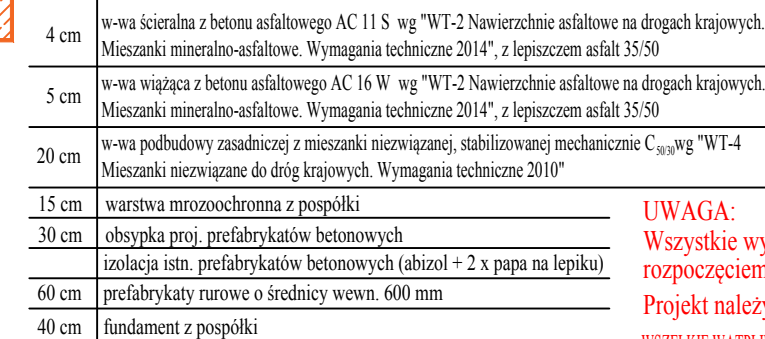 4 cm w-wa ścieralna z betonu asfaltowego AC 11 S wg "WT-2 Nawierzchnie asfaltowe na drogach krajowych.
Mieszanki mineralno-asfaltowe. Wymagania techniczne 2014", z lepiszczem asfalt 35/50
5 cm w-wa wiążąca z betonu asfaltowego AC 16 W wg "WT-2 Nawierzchnie asfaltowe na drogach krajowych.
Mieszanki mineralno-asfaltowe. Wymagania techniczne 2014", z lepiszczem asfalt 35/50
20 cm w-wa podbudowy zasadniczej z mieszanki niezwiązanej, stabilizowanej mechanicznie C50/30wg "WT-4
Mieszanki niezwiązane do dróg krajowych. Wymagania techniczne 2010"
15 cm warstwa mrozoochronna z pospółki
30 cm obsypka proj. prefabrykatów betonowych
izolacja istn. prefabrykatów betonowych (abizol + 2 x papa na lepiku)
60 cm prefabrykaty rurowe o średnicy wewn. 600 mm
40 cm fundament z pospółki
UWAGA:
Wszystkie wy
rozpoczęciem
Projekt należy